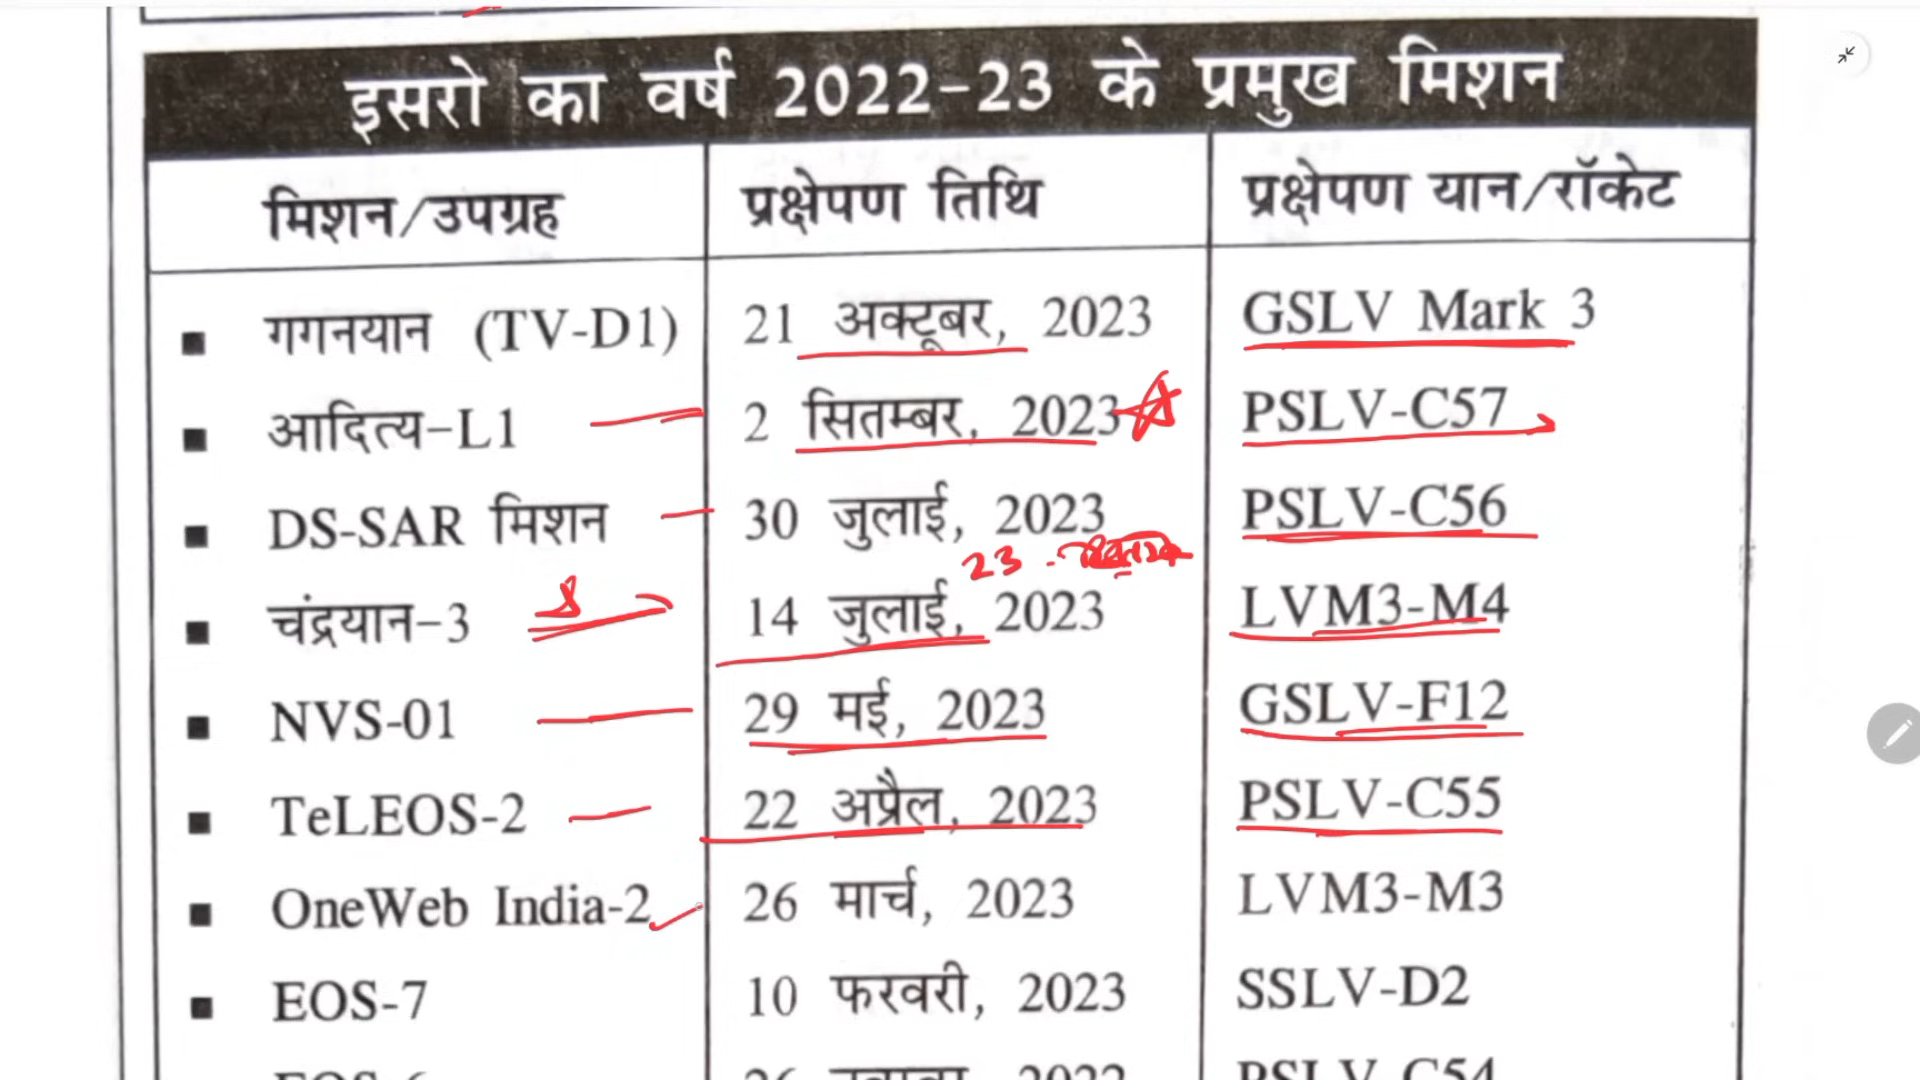 इसरो का वर्ष 2022-23 के प्रमुख मिशन
मिशन/उपग्रह प्रक्षेपण तिथि प्रक्षेपण यान/रॉकेट
▪ गगनयान (TV-D1) 21 अक्टूबर, 2023 GSLV Mark 3
▪ आदित्य-L1 2 सितम्बर, 2023 PSLV-C57
▪ DS-SAR मिशन 30 जुलाई, 2023 PSLV-C56
23
▪ चंद्रयान-3 14 जुलाई, 2023 LVM3-M4
▪ NVS-01 29 मई, 2023 GSLV-F12
▪ TeLEOS-2 22 अप्रैल, 2023 PSLV-C55
▪ OneWeb India-2 26 मार्च, 2023 LVM3-M3
▪ EOS-7 10 फरवरी, 2023 SSLV-D2